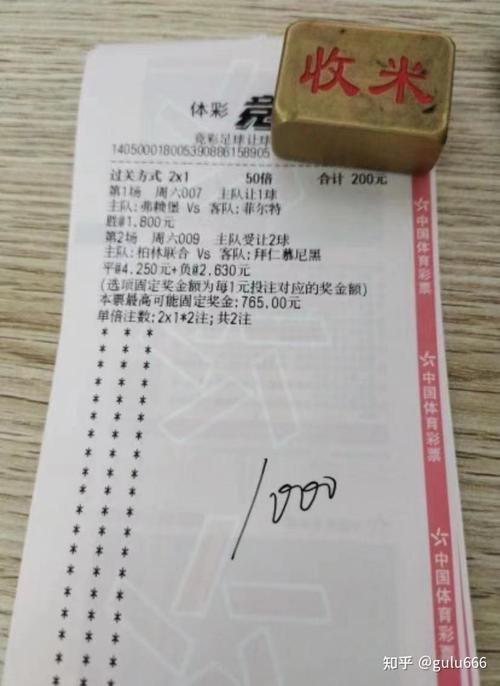 收米
体彩 竞
竞彩足球让球
140500018005390886158905
过关方式 2x1 50倍 合计 200元
第1场 周六007 主队让1球
主队:弗赖堡 Vs 客队:菲尔特
胜@1.800元
第2场 周六009 主队受让2球
主队:柏林联合 Vs 客队:拜仁慕尼黑
平@4.250元+负@2.630元
(选项固定奖金额为每1元投注对应的奖金额)
本票最高可能固定奖金:765.00元
单倍注数:2x1*2注;共2注
1000
中国体育彩票
中国体育彩票
中国体育彩票
知乎 @gulu666